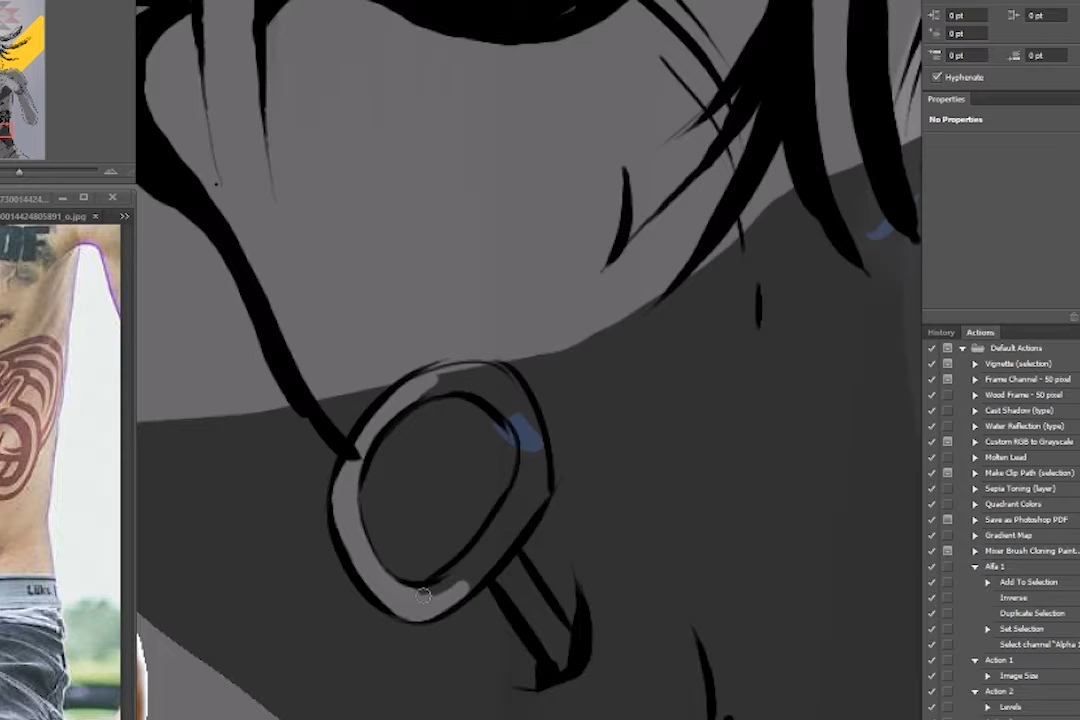 0 pt
0 pt
0 pt
0 pt
0 pt
Hyphenate
Properties
No Properties
730014424...
0014424805891_o.jpg
Lüks
History
Actions
Default Actions
Vignette (selection)
Frame Channel - 50 pixel
Wood Frame - 50 pixel
Cast Shadow (type)
Water Reflection (type)
Custom RGB to Grayscale
Molten Lead
Make Clip Path (selection)
Sepia Toning (layer)
Quadrant Colors
Save as Photoshop PDF
Gradient Map
Mixer Brush Cloning Paint...
Alfa 1
Add To Selection
Inverse
Duplicate Selection
Set Selection
Select channel "Alpha 1
Action 1
Image Size
Action 2
Levels